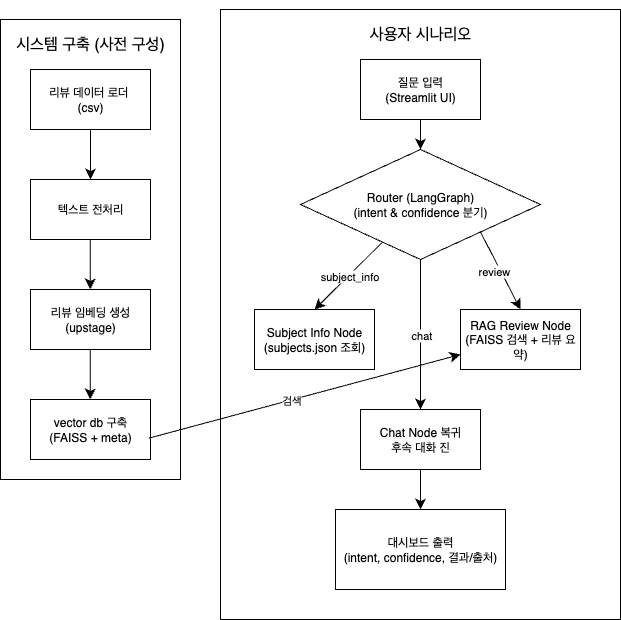 시스템 구축 (사전 구성)
리뷰 데이터 로더
(csv)
텍스트 전처리
리뷰 임베딩 생성
(upstage)
vector db 구축
(FAISS + meta)
사용자 시나리오
질문 입력
(Streamlit UI)
Router (LangGraph)
(intent & confidence 분기)
subject_info
review
chat
Subject Info Node
(subjects.json 조회)
RAG Review Node
(FAISS 검색 + 리뷰 요
약)
검색
Chat Node 복귀
후속 대화 진
대시보드 출력
(intent, confidence, 결과/출처)